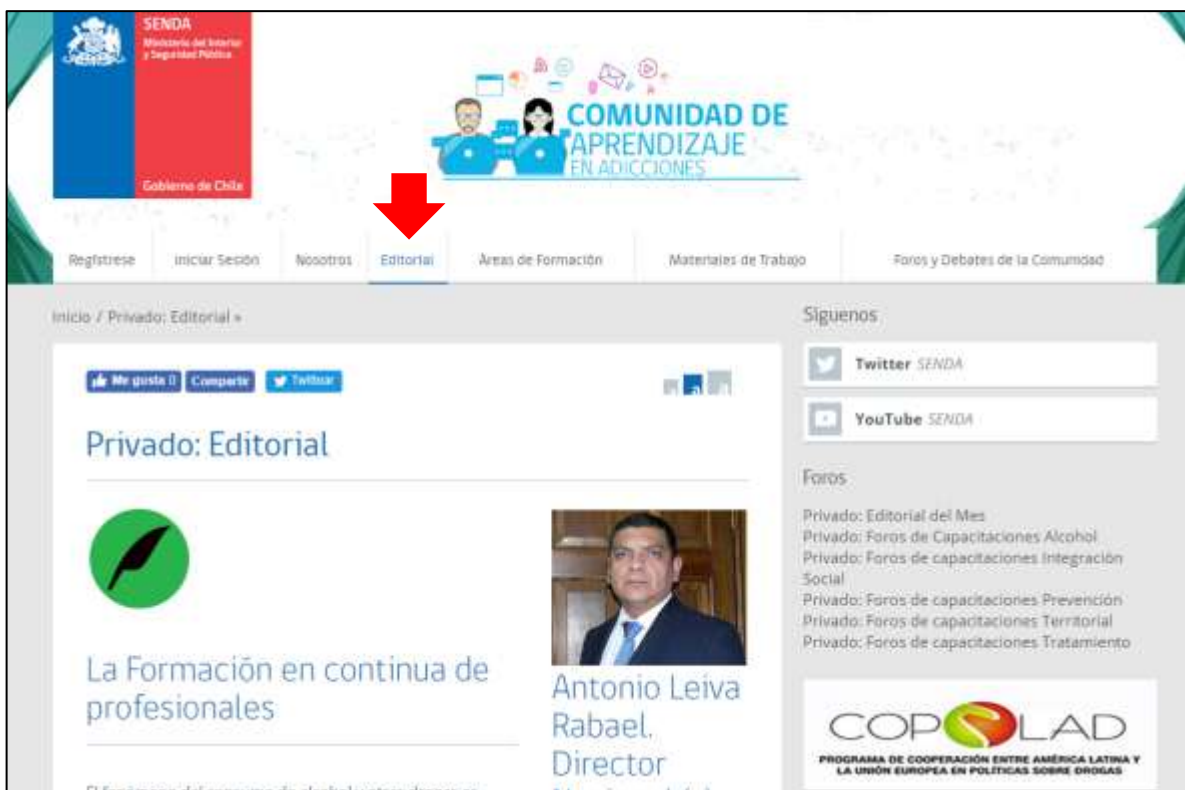 SENDA
Ministerio del Interior
y Seguridad Pública
Gobierno de Chile
COMUNIDAD DE
APRENDIZAJE
EN ADICCIONES
Regístrese
Iniciar Sesión
Nosotros
Editorial
Áreas de Formación
Materiales de Trabajo
Foros y Debates de la Comunidad
Inicio / Privado: Editorial »
Me gusta 0
Compartir
Twittear
a a a
Privado: Editorial
La Formación en continua de
profesionales
Antonio Leiva
Rabael.
Director
Síguenos
Twitter SENDA
YouTube SENDA
Foros
Privado: Editorial del Mes
Privado: Foros de Capacitaciones Alcohol
Privado: Foros de capacitaciones Integración
Social
Privado: Foros de capacitaciones Prevención
Privado: Foros de capacitaciones Territorial
Privado: Foros de capacitaciones Tratamiento
COPOLAD
PROGRAMA DE COOPERACIÓN ENTRE AMÉRICA LATINA Y
LA UNIÓN EUROPEA EN POLÍTICAS SOBRE DROGAS